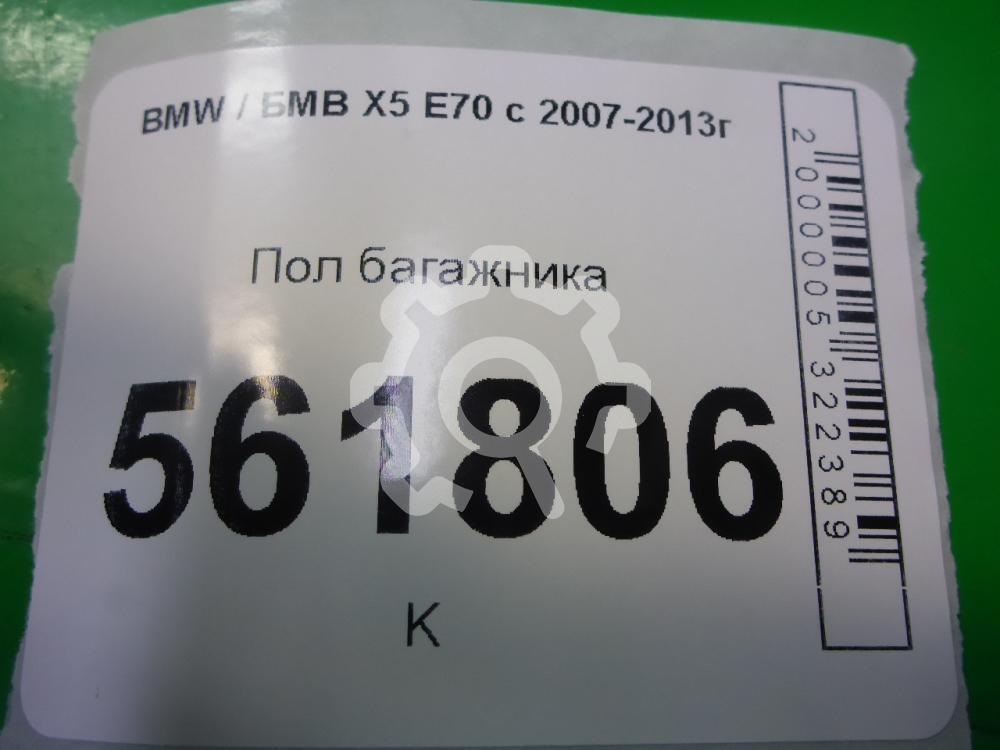 BMW / БМВ X5 E70 с 2007-2013г
Пол багажника
561806
К
2000005322389